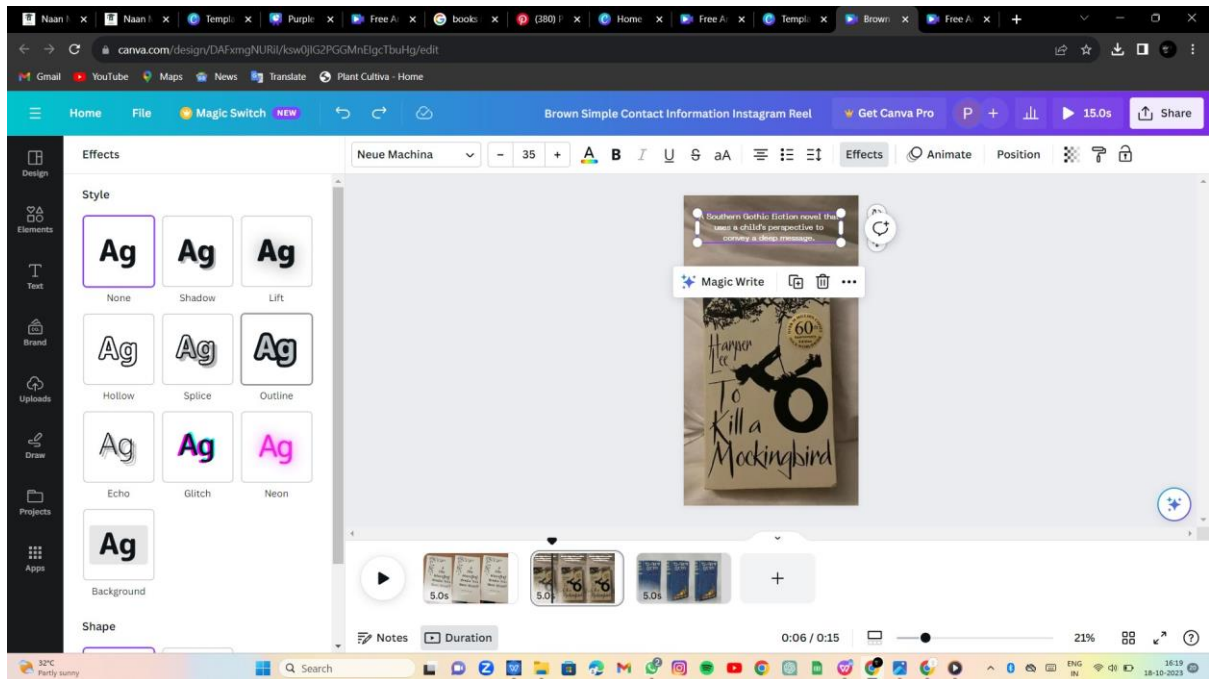 Naan
Naan
Templa
Purple
Free A
books
(380) P
Home
Free A
Templa
Brown
Free A
canva.com/design/DAFxmgNURiI/ksw0jIG2PGGMnEIgcTbuHg/edit
Gmail YouTube Maps News Translate Plant Cultiva - Home
Home File Magic Switch NEW Brown Simple Contact Information Instagram Reel Get Canva Pro P + 15.0s Share
Effects Neue Machina - 35 + A B I U S aA Effects Animate Position
Design
Style
Elements
Text
Brand
Uploads
Draw
Projects
Apps
Ag Ag Ag
None Shadow Lift
Ag Ag Ag
Hollow Splice Outline
Ag Ag Ag
Echo Glitch Neon
Ag
Background
Shape
A Southern Gothic fiction novel that
uses a child's perspective to
convey a deep message.
Magic Write
60
Harper
Lee
To
Kill a
Mockingbird
5.0s 5.0s 5.0s
Notes Duration 0:06 / 0:15 21%
32°C
Partly sunny
Search
ENG
IN
16:19
18-10-2023